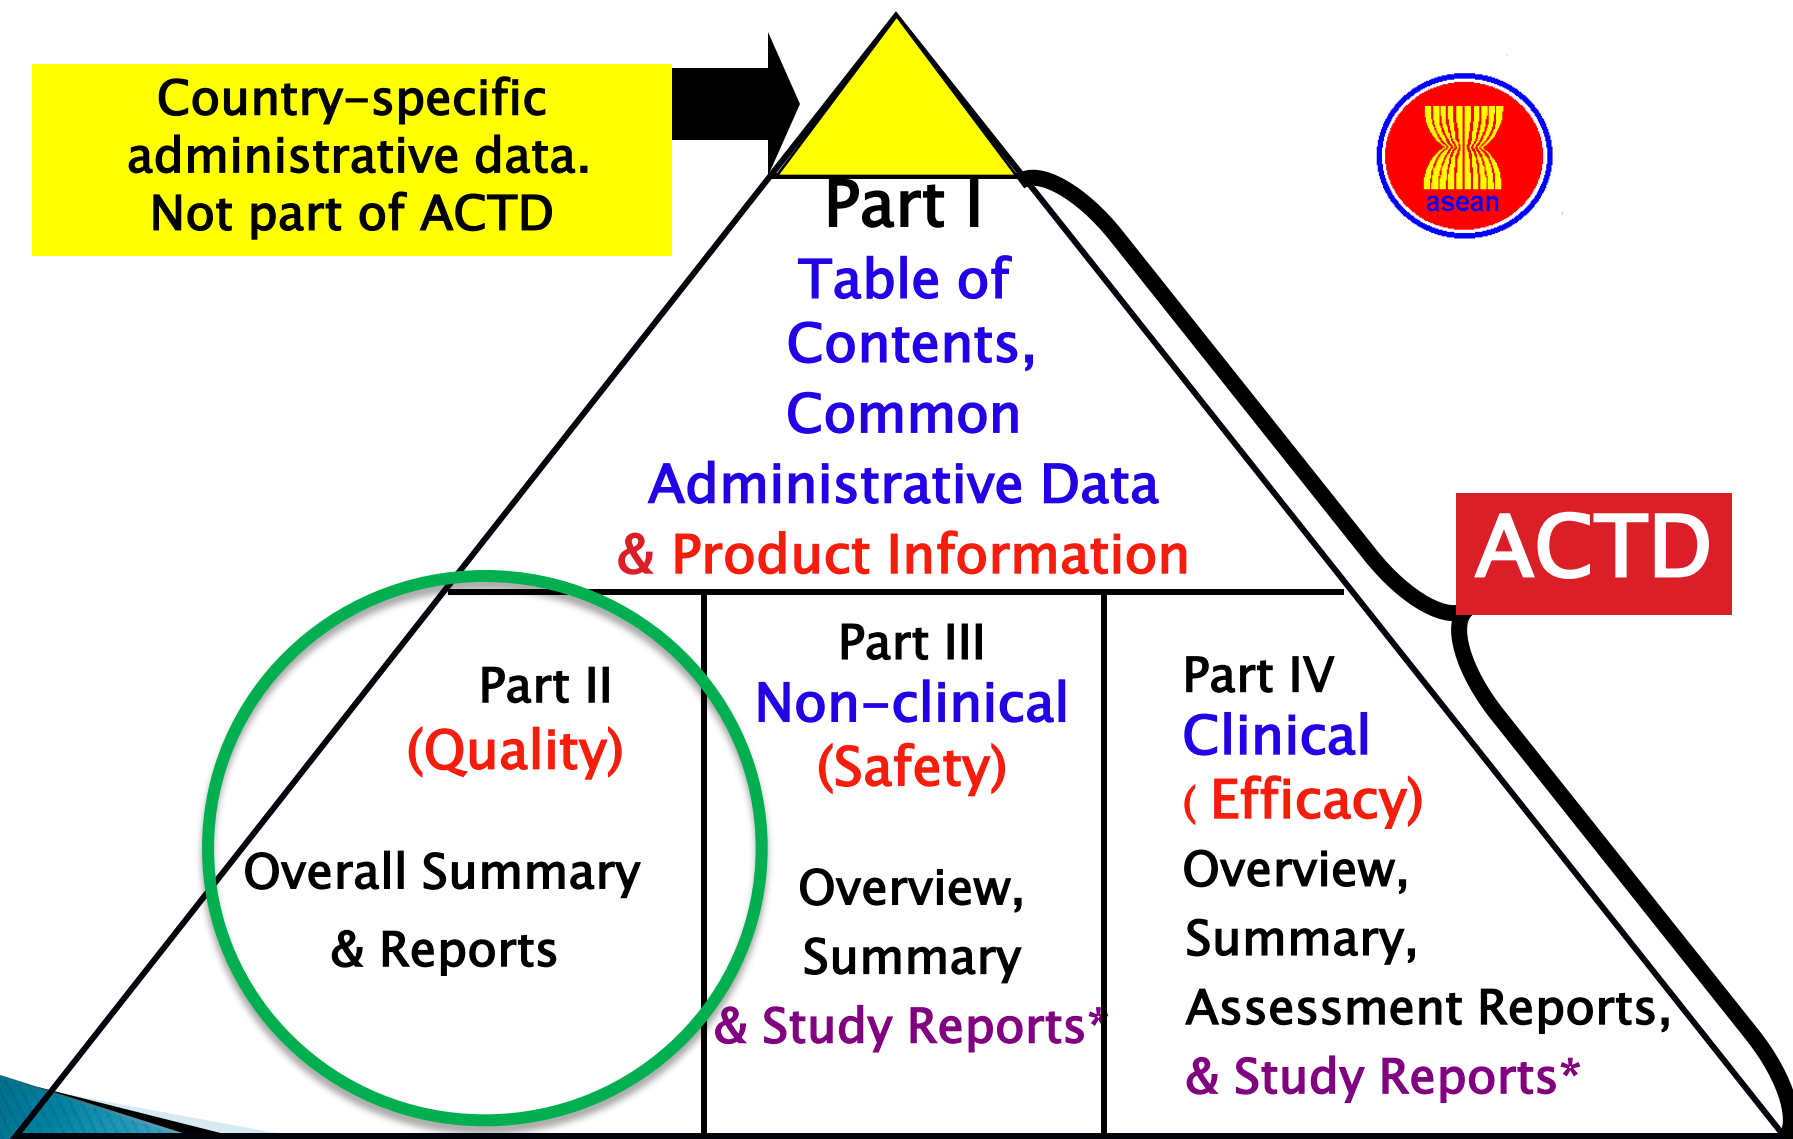 Country-specific
administrative data.
Not part of ACTD
asean
Part I
Table of
Contents,
Common
Administrative Data
& Product Information
ACTD
Part II
(Quality)
Overall Summary
& Reports
Part III
Non-clinical
(Safety)
Overview,
Summary
& Study Reports*
Part IV
Clinical
( Efficacy)
Overview,
Summary,
Assessment Reports,
& Study Reports*